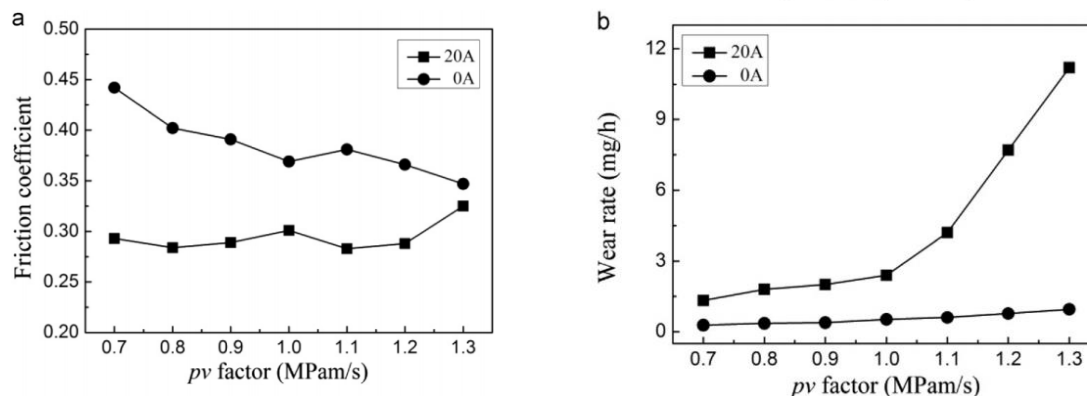 a
0.50
0.45
0.40
0.35
0.30
0.25
0.20
Friction coefficient
20A
0A
0.7 0.8 0.9 1.0 1.1 1.2 1.3
pv factor (MPam/s)
b
12
9
6
3
0
Wear rate (mg/h)
20A
0A
0.7 0.8 0.9 1.0 1.1 1.2 1.3
pv factor (MPam/s)